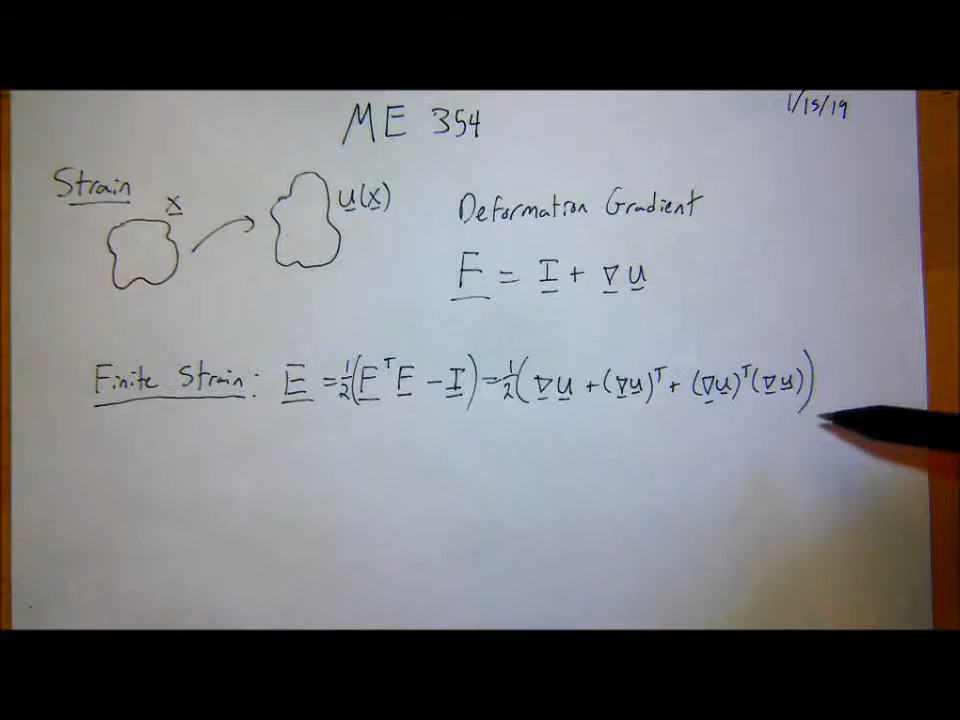 1/15/19
ME 354
Strain
x
u(x)
Deformation Gradient
F = I + ∇u
Finite Strain: E = 1/2(FᵀF - I) = 1/2(∇u + (∇u)ᵀ + (∇u)ᵀ(∇u))